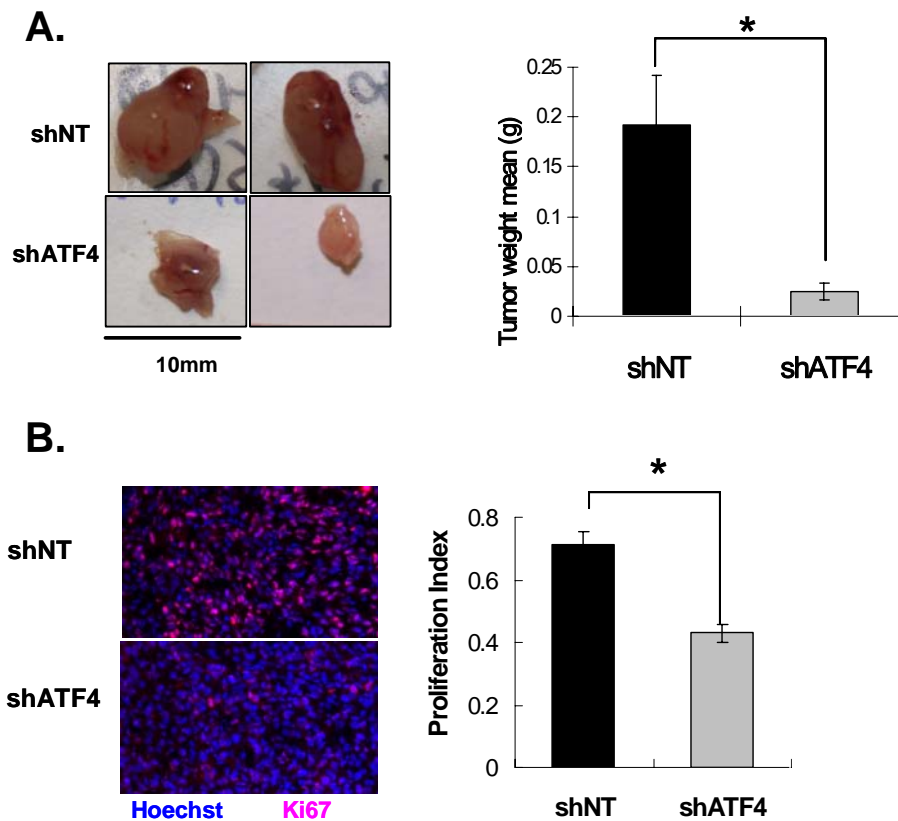 A.
shNT
shATF4
10mm
*
Tumor weight mean (g)
0.25
0.2
0.15
0.1
0.05
0
shNT
shATF4
B.
shNT
shATF4
Hoechst
Ki67
*
Proliferation Index
0.8
0.6
0.4
0.2
0
shNT
shATF4